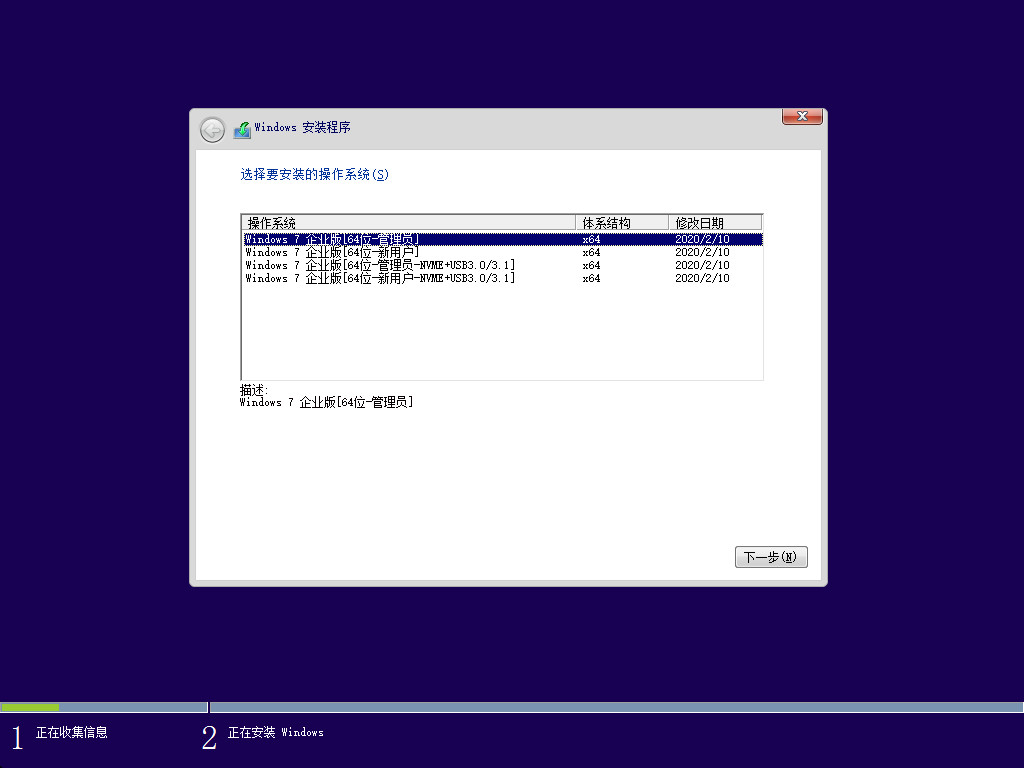 Windows 安装程序
选择要安装的操作系统(S)
操作系统 体系结构 修改日期
Windows 7 企业版[64位-管理员] x64 2020/2/10
Windows 7 企业版[64位-新用户] x64 2020/2/10
Windows 7 企业版[64位-管理员-NVME+USB3.0/3.1] x64 2020/2/10
Windows 7 企业版[64位-新用户-NVME+USB3.0/3.1] x64 2020/2/10
描述:
Windows 7 企业版[64位-管理员]
下一步(N)
1 正在收集信息 2 正在安装 Windows